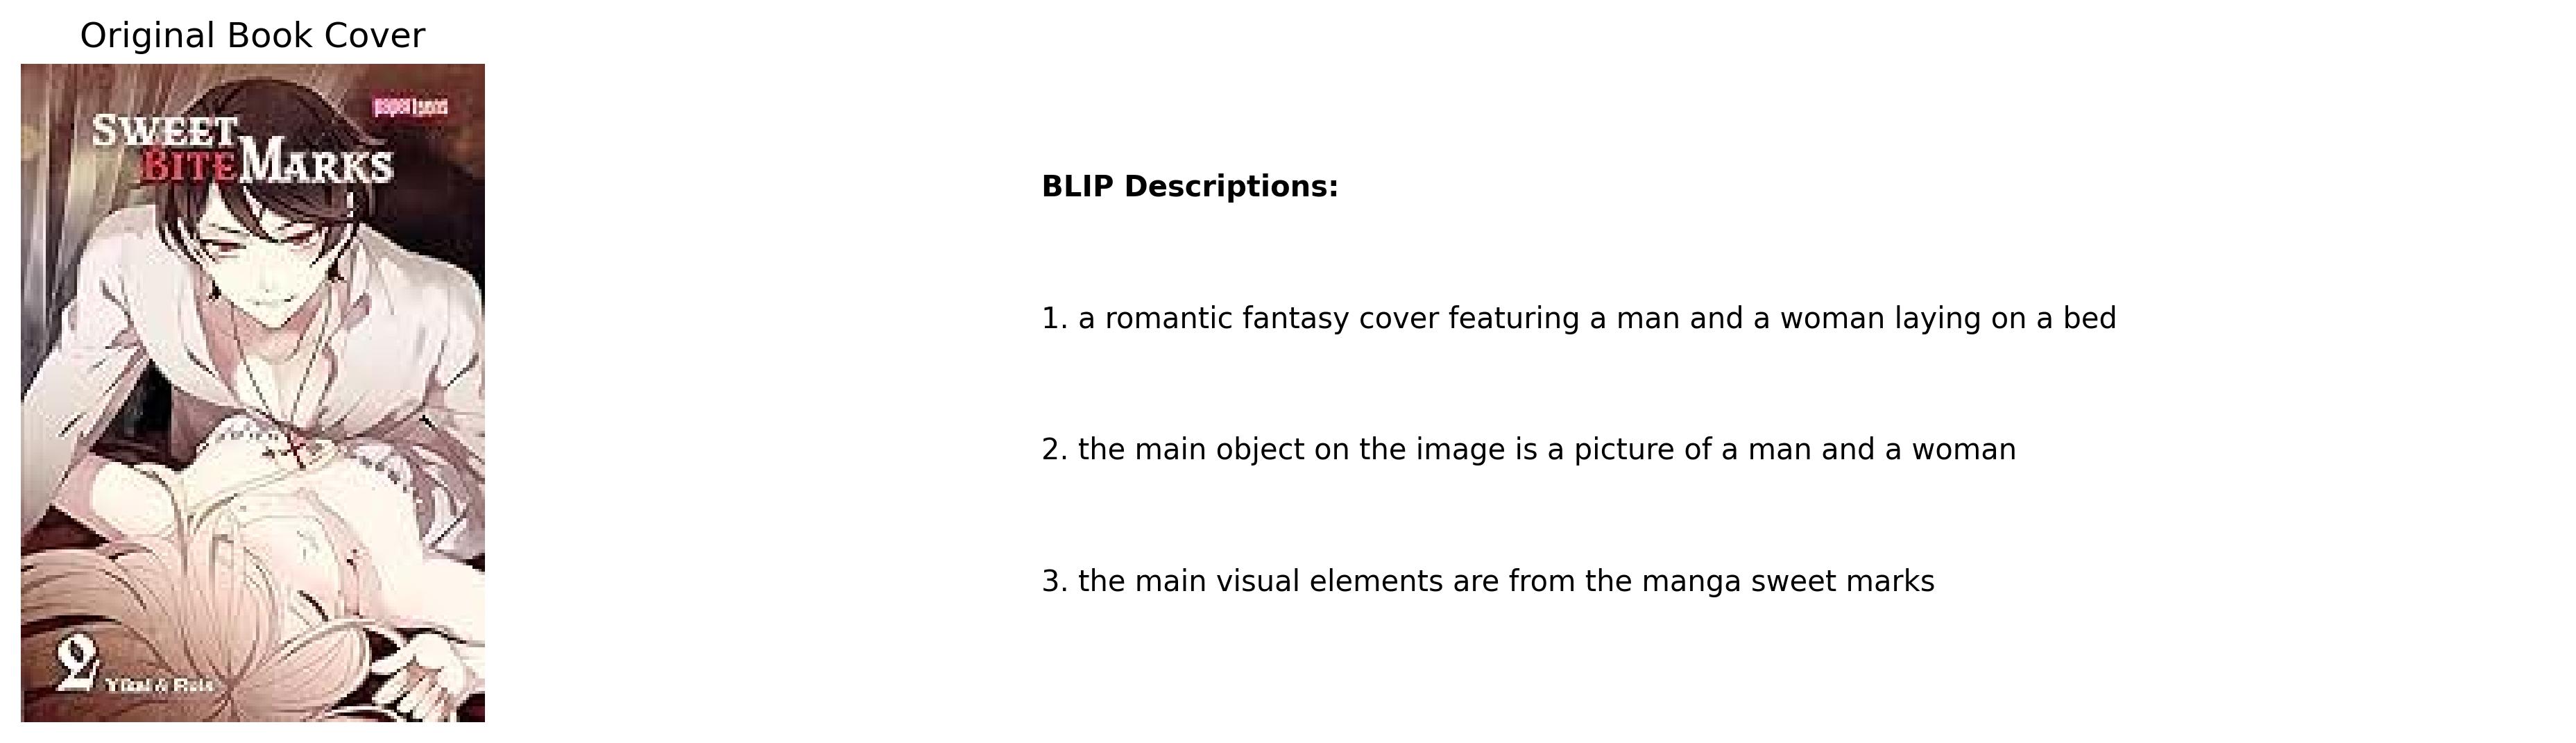 Original Book Cover
papertoons
SWEET
BITE MARKS
2
BLIP Descriptions:
1. a romantic fantasy cover featuring a man and a woman laying on a bed
2. the main object on the image is a picture of a man and a woman
3. the main visual elements are from the manga sweet marks